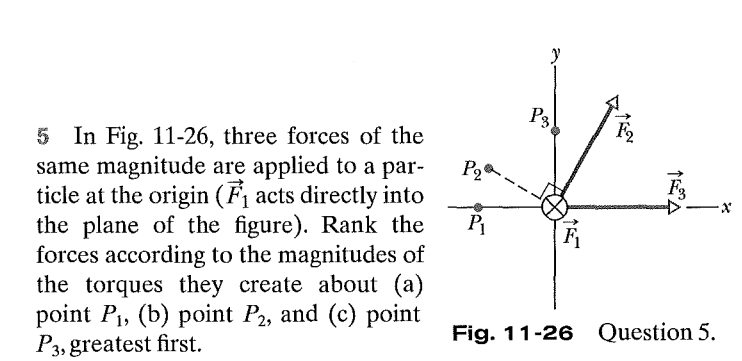 5 In Fig. 11-26, three forces of the
same magnitude are applied to a par-
ticle at the origin (F⃗₁ acts directly into
the plane of the figure). Rank the
forces according to the magnitudes of
the torques they create about (a)
point P₁, (b) point P₂, and (c) point
P₃, greatest first.
y
P₃
F⃗₂
P₂
F⃗₃
x
P₁
F⃗₁
Fig. 11-26 Question 5.